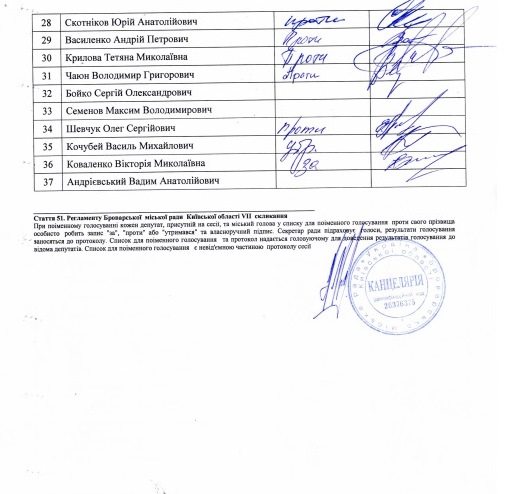 28 Скотніков Юрій Анатолійович проти
29 Василенко Андрій Петрович Проти
30 Крилова Тетяна Миколаївна Проти
31 Чаюн Володимир Григорович Проти
32 Бойко Сергій Олександрович
33 Семенов Максим Володимирович
34 Шевчук Олег Сергійович проти
35 Кочубей Василь Михайлович утр.
36 Коваленко Вікторія Миколаївна за
37 Андрієвський Вадим Анатолійович
Стаття 51. Регламенту Броварської міської ради Київської області VII скликання
При поіменному голосуванні кожен депутат, присутній на сесії, та міський голова у списку для поіменного голосування проти свого прізвища
особисто робить запис "за", "проти" або "утримався" та власноручний підпис. Секретар ради підраховує голоси, результати голосування
заносяться до протоколу. Список для поіменного голосування та протокол надається головуючому для доведення результатів голосування до
відома депутатів. Список для поіменного голосування є невід'ємною частиною протоколу сесії
КАНЦЕЛЯРІЯ
26376375